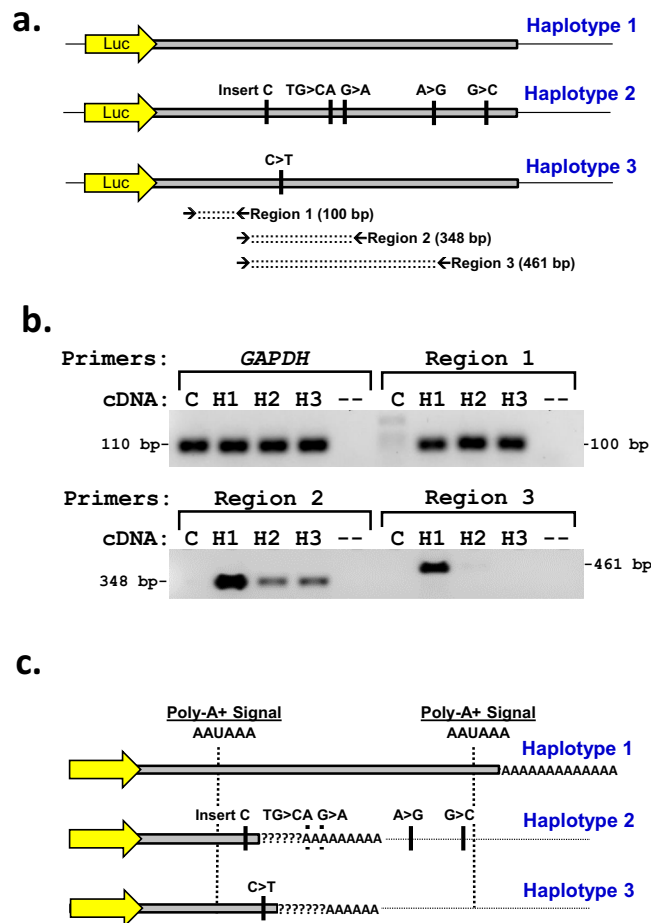 a.
Luc Haplotype 1
Insert C TG>CA G>A A>G G>C
Luc Haplotype 2
C>T
Luc Haplotype 3
Region 1 (100 bp)
Region 2 (348 bp)
Region 3 (461 bp)
b.
Primers: GAPDH Region 1
cDNA: C H1 H2 H3 -- C H1 H2 H3 --
110 bp- -100 bp
Primers: Region 2 Region 3
cDNA: C H1 H2 H3 -- C H1 H2 H3 --
348 bp- -461 bp
c.
Poly-A+ Signal Poly-A+ Signal
AAUAAA AAUAAA
Haplotype 1
AAAAAAAAAAAAA
Insert C TG>CA G>A A>G G>C
Haplotype 2
??????AAAAAAAAA
C>T
Haplotype 3
???????AAAAAA